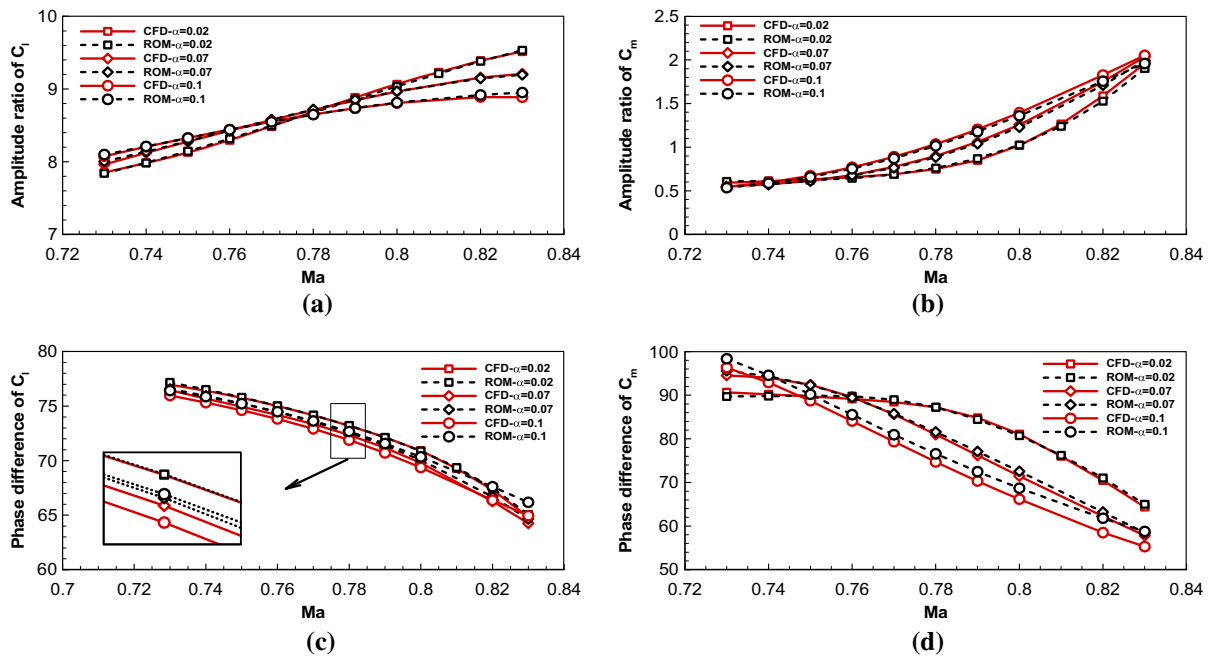 Amplitude ratio of C_l
10
9
8
7
0.72 0.74 0.76 0.78 0.8 0.82 0.84
Ma
CFD-α=0.02
ROM-α=0.02
CFD-α=0.07
ROM-α=0.07
CFD-α=0.1
ROM-α=0.1
(a)
Amplitude ratio of C_m
2.5
2
1.5
1
0.5
0
0.72 0.74 0.76 0.78 0.8 0.82 0.84
Ma
CFD-α=0.02
ROM-α=0.02
CFD-α=0.07
ROM-α=0.07
CFD-α=0.1
ROM-α=0.1
(b)
Phase difference of C_l
80
75
70
65
60
0.7 0.72 0.74 0.76 0.78 0.8 0.82 0.84
Ma
CFD-α=0.02
ROM-α=0.02
CFD-α=0.07
ROM-α=0.07
CFD-α=0.1
ROM-α=0.1
(c)
Phase difference of C_m
100
90
80
70
60
50
0.72 0.74 0.76 0.78 0.8 0.82 0.84
Ma
CFD-α=0.02
ROM-α=0.02
CFD-α=0.07
ROM-α=0.07
CFD-α=0.1
ROM-α=0.1
(d)